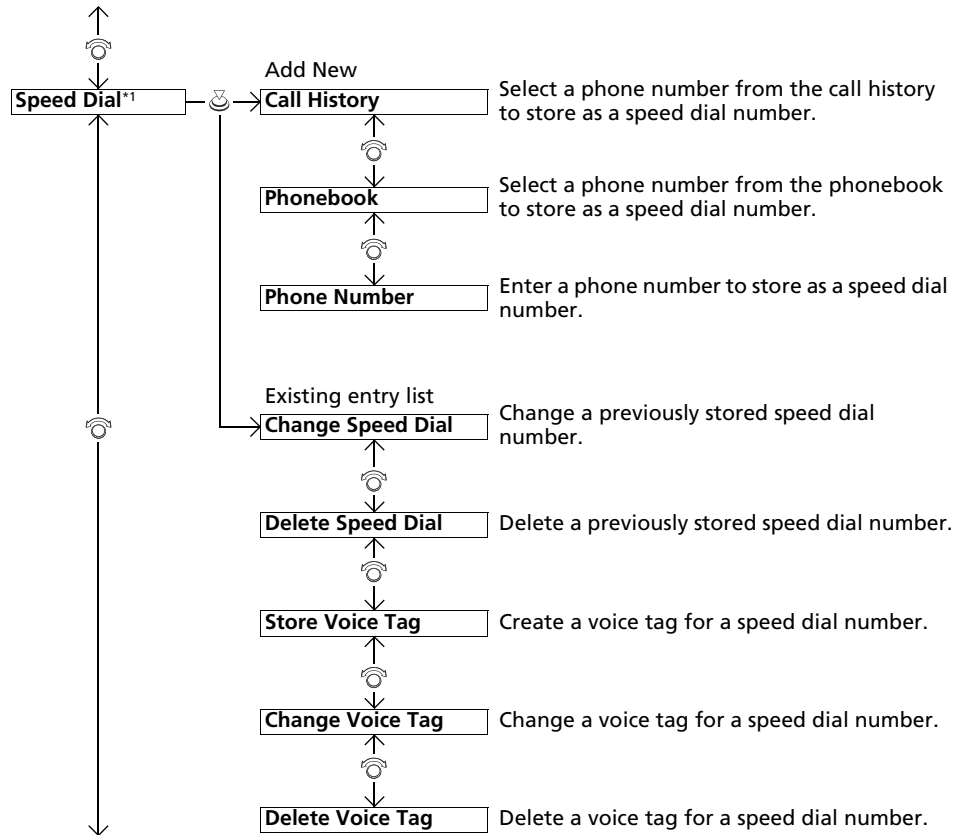 Add New
Speed Dial*1
Call History
Select a phone number from the call history
to store as a speed dial number.
Phonebook
Select a phone number from the phonebook
to store as a speed dial number.
Phone Number
Enter a phone number to store as a speed dial
number.
Existing entry list
Change Speed Dial
Change a previously stored speed dial
number.
Delete Speed Dial
Delete a previously stored speed dial number.
Store Voice Tag
Create a voice tag for a speed dial number.
Change Voice Tag
Change a voice tag for a speed dial number.
Delete Voice Tag
Delete a voice tag for a speed dial number.